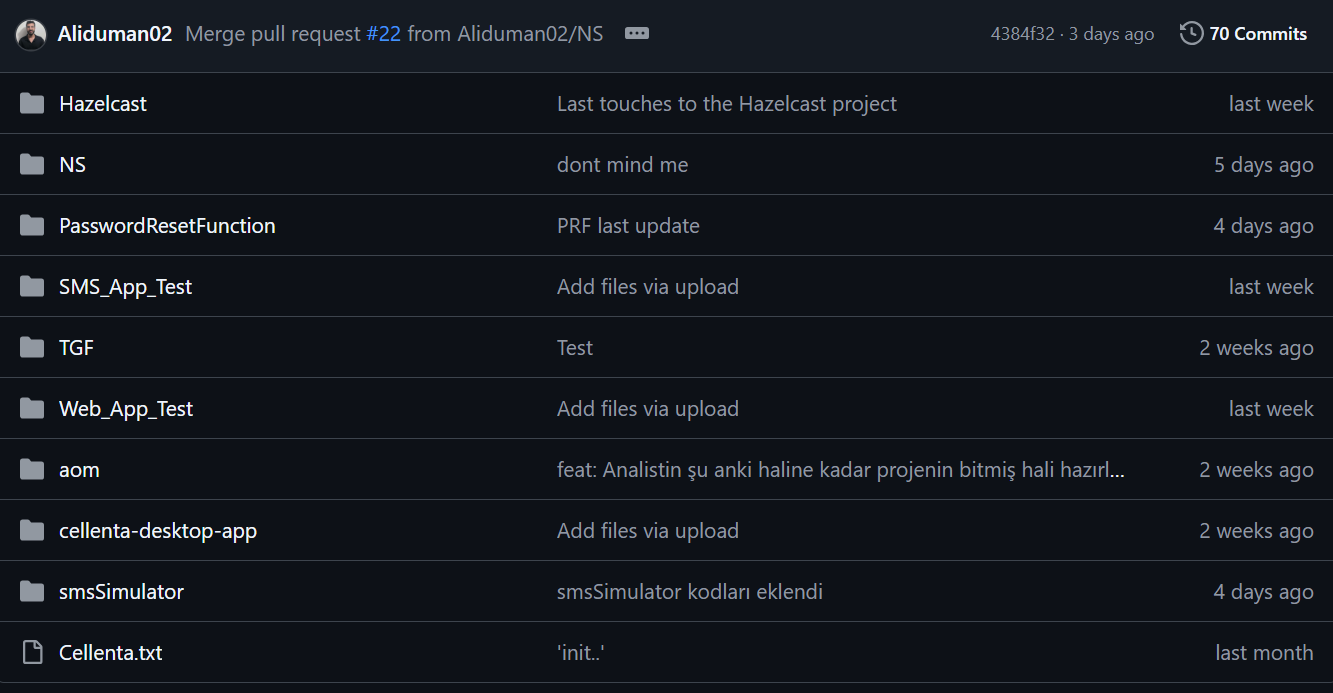 Aliduman02 Merge pull request #22 from Aliduman02/NS 4384f32 · 3 days ago 70 Commits
Hazelcast Last touches to the Hazelcast project last week
NS dont mind me 5 days ago
PasswordResetFunction PRF last update 4 days ago
SMS_App_Test Add files via upload last week
TGF Test 2 weeks ago
Web_App_Test Add files via upload last week
aom feat: Analistin şu anki haline kadar projenin bitmiş hali hazırl... 2 weeks ago
cellenta-desktop-app Add files via upload 2 weeks ago
smsSimulator smsSimulator kodları eklendi 4 days ago
Cellenta.txt 'init..' last month